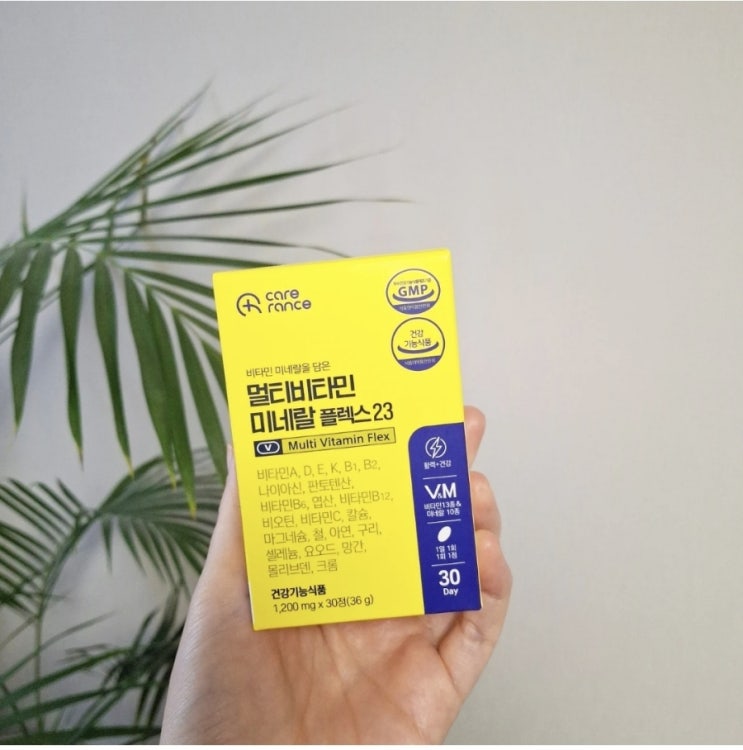 care
rance
GMP
건강
기능식품
비타민 미네랄을 담은
멀티비타민
미네랄 플렉스 23
V Multi Vitamin Flex
비타민A, D, E, K, B1, B2,
나이아신, 판토텐산,
비타민B6, 엽산, 비타민B12,
비오틴, 비타민C, 칼슘,
마그네슘, 철, 아연, 구리,
셀레늄, 요오드, 망간,
몰리브덴, 크롬
건강기능식품
1,200 mg x 30정(36 g)
활력+건강
V.M
비타민13종 &
미네랄 10종
1일 1회
1회 1정
30
Day